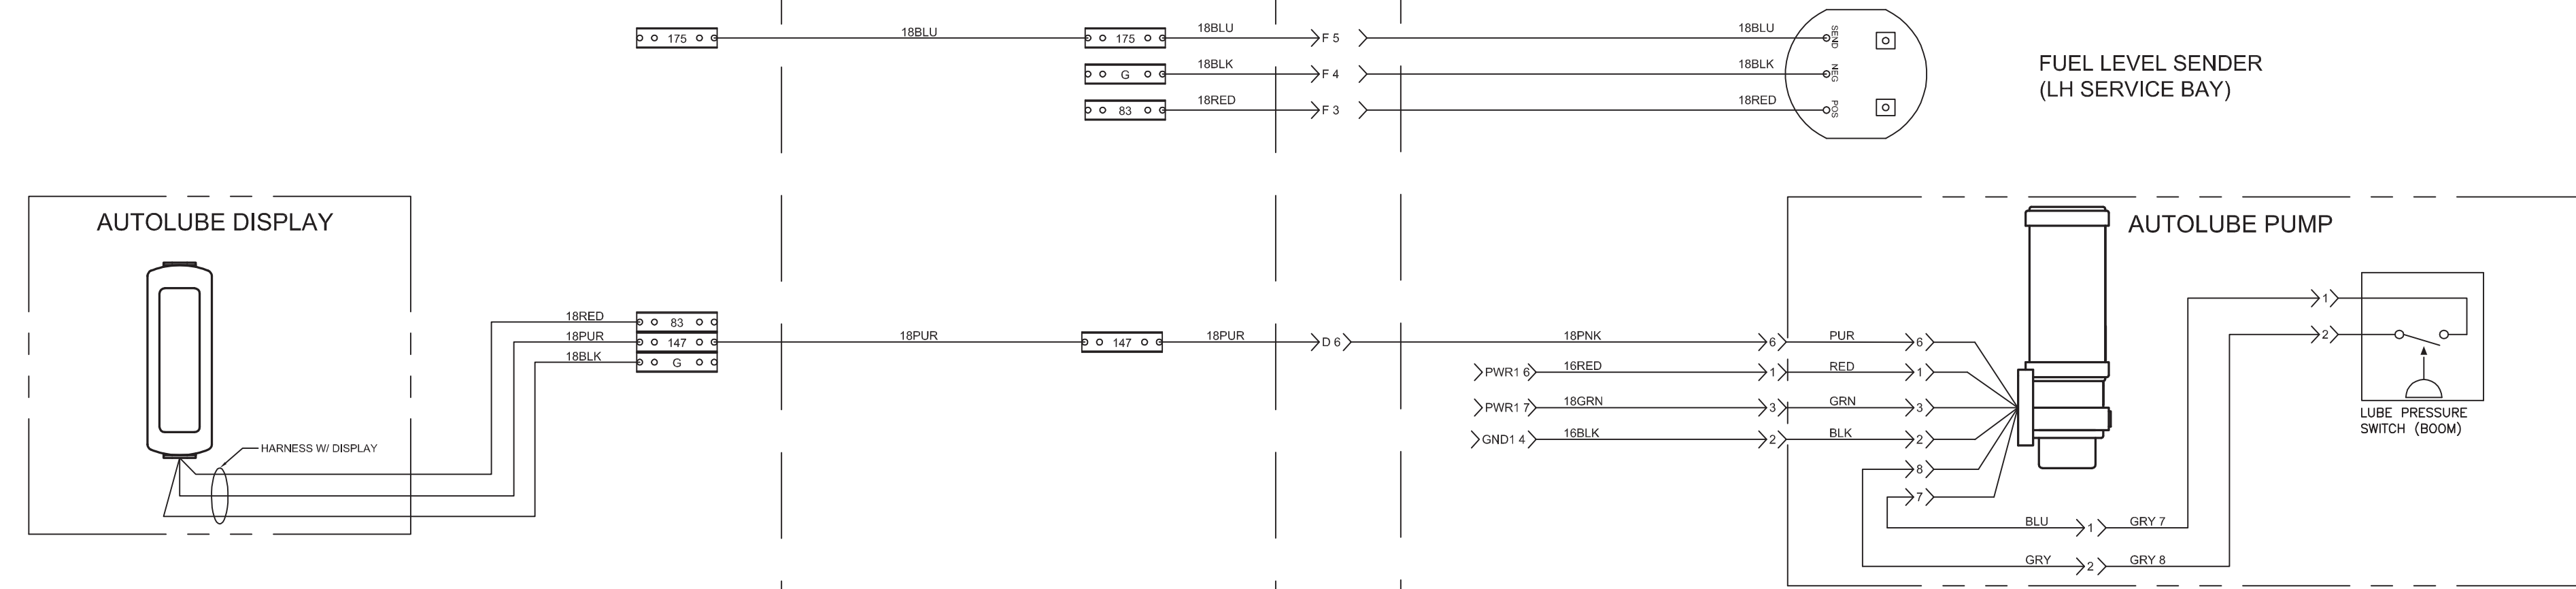 175
18BLU
175
18BLU
F 5
18BLU
SEND
G
18BLK
F 4
18BLK
NEG
83
18RED
F 3
18RED
POS
FUEL LEVEL SENDER
(LH SERVICE BAY)
AUTOLUBE DISPLAY
HARNESS W/ DISPLAY
18RED
83
18PUR
147
18BLK
G
18PUR
147
18PUR
D 6
18PNK
6
PUR
6
PWR1 6
16RED
1
RED
1
PWR1 7
18GRN
3
GRN
3
GND1 4
16BLK
2
BLK
2
8
7
BLU
1
GRY 7
GRY
2
GRY 8
AUTOLUBE PUMP
1
2
LUBE PRESSURE
SWITCH (BOOM)